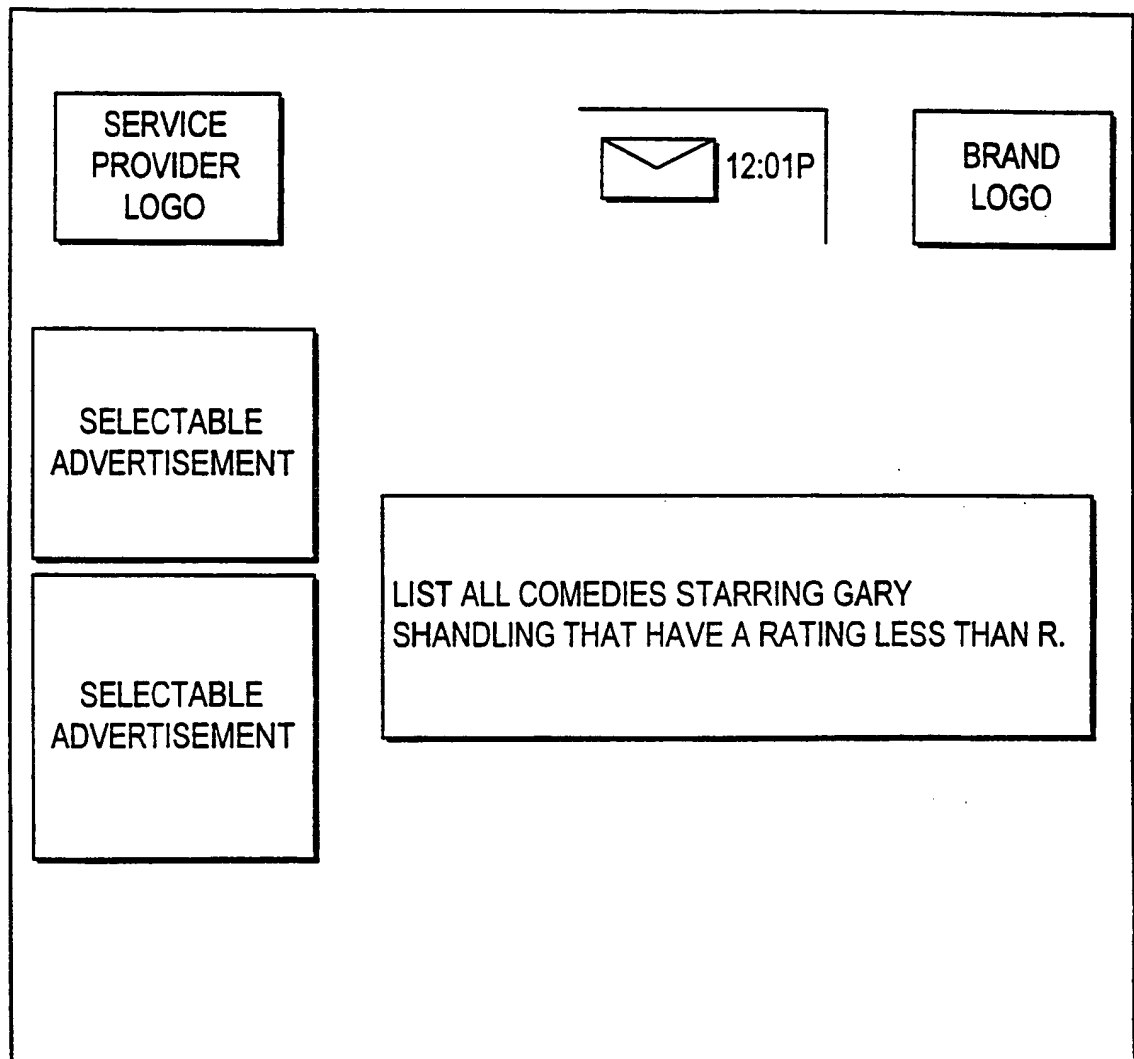 SERVICE
PROVIDER
LOGO
12:01P
BRAND
LOGO
SELECTABLE
ADVERTISEMENT
LIST ALL COMEDIES STARRING GARY
SHANDLING THAT HAVE A RATING LESS THAN R.
SELECTABLE
ADVERTISEMENT